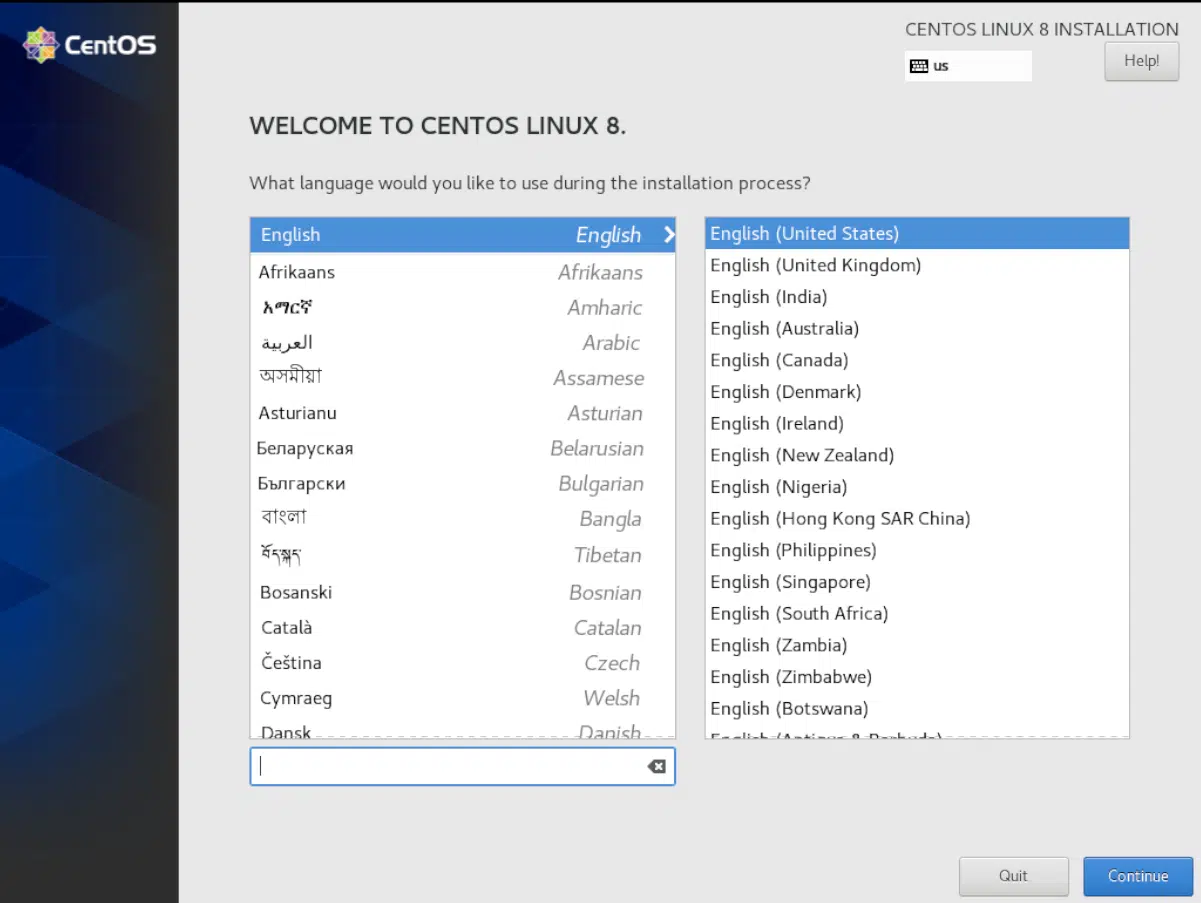 CentOS
CENTOS LINUX 8 INSTALLATION
us
Help!
WELCOME TO CENTOS LINUX 8.
What language would you like to use during the installation process?
English English
Afrikaans Afrikaans
አማርኛ Amharic
العربية Arabic
অসমীয়া Assamese
Asturianu Asturian
Беларуская Belarusian
Български Bulgarian
বাংলা Bangla
བོད་སྐད་ Tibetan
Bosanski Bosnian
Català Catalan
Čeština Czech
Cymraeg Welsh
Dansk Danish
English (United States)
English (United Kingdom)
English (India)
English (Australia)
English (Canada)
English (Denmark)
English (Ireland)
English (New Zealand)
English (Nigeria)
English (Hong Kong SAR China)
English (Philippines)
English (Singapore)
English (South Africa)
English (Zambia)
English (Zimbabwe)
English (Botswana)
English (Antigua & Barbuda)
Quit
Continue